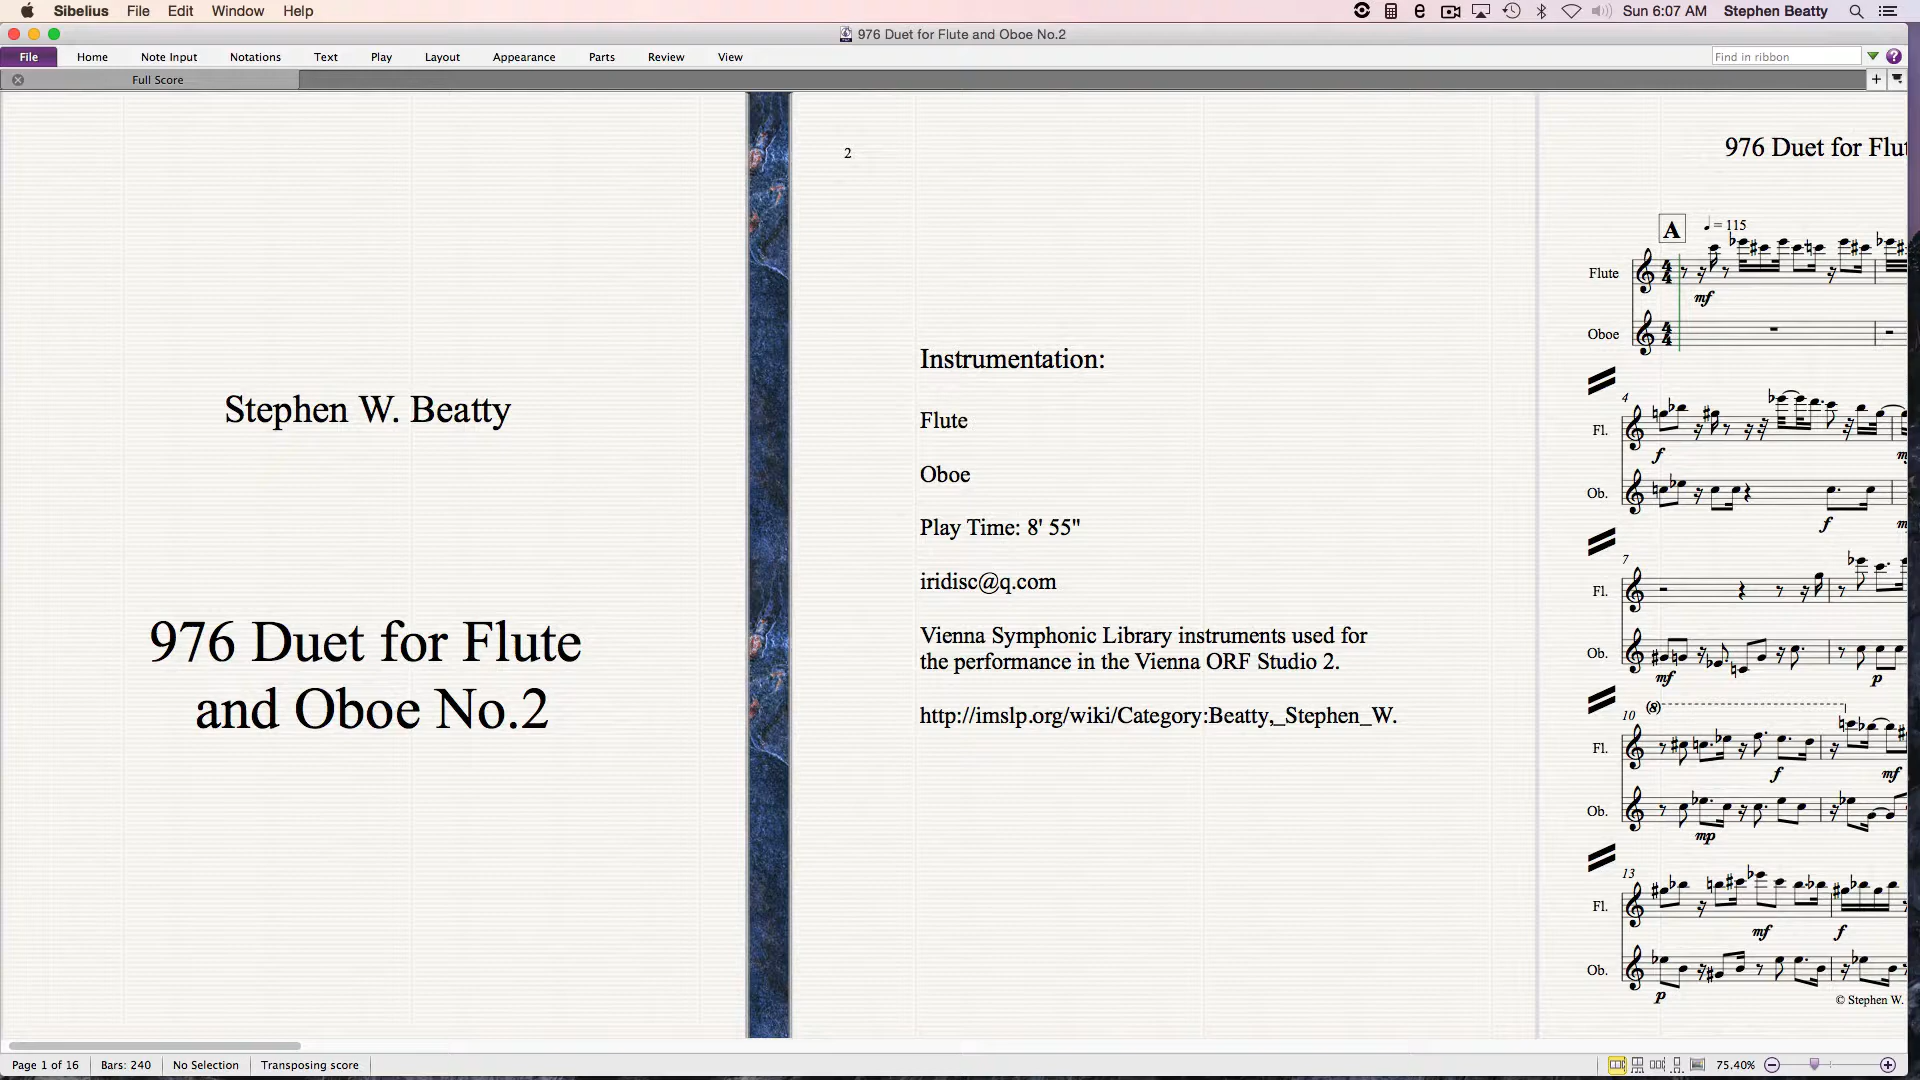 Sibelius File Edit Window Help Sun 6:07 AM Stephen Beatty
976 Duet for Flute and Oboe No.2
File Home Note Input Notations Text Play Layout Appearance Parts Review View Find in ribbon
Full Score
Stephen W. Beatty
976 Duet for Flute
and Oboe No.2
2
Instrumentation:
Flute
Oboe
Play Time: 8' 55"
iridisc@q.com
Vienna Symphonic Library instruments used for
the performance in the Vienna ORF Studio 2.
http://imslp.org/wiki/Category:Beatty,_Stephen_W.
976 Duet for Flut
A = 115
Flute
mf
Oboe
4
Fl.
f
Ob.
f
7
Fl.
Ob.
mf p
(8)
10
Fl.
f mf
Ob.
mp
13
Fl.
mf f
Ob.
p
© Stephen W.
Page 1 of 16 Bars: 240 No Selection Transposing score 75.40%